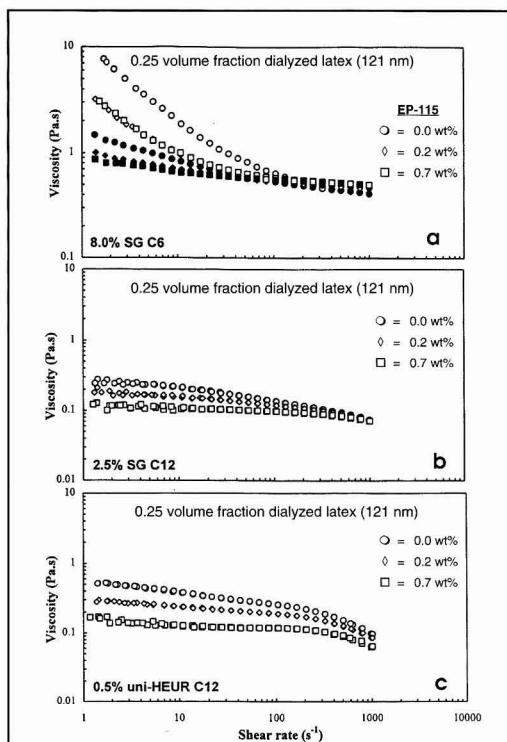 10
0.25 volume fraction dialyzed latex (121 nm)
EP-115
○ = 0.0 wt%
◇ = 0.2 wt%
□ = 0.7 wt%
Viscosity (Pa.s)
1
0.1
8.0% SG C6
a
10
0.25 volume fraction dialyzed latex (121 nm)
○ = 0.0 wt%
◇ = 0.2 wt%
□ = 0.7 wt%
Viscosity (Pa.s)
1
0.1
0.01
2.5% SG C12
b
10
0.25 volume fraction dialyzed latex (121 nm)
○ = 0.0 wt%
◇ = 0.2 wt%
□ = 0.7 wt%
Viscosity (Pa.s)
1
0.1
0.01
0.5% uni-HEUR C12
c
1 10 100 1000 10000
Shear rate (s⁻¹)